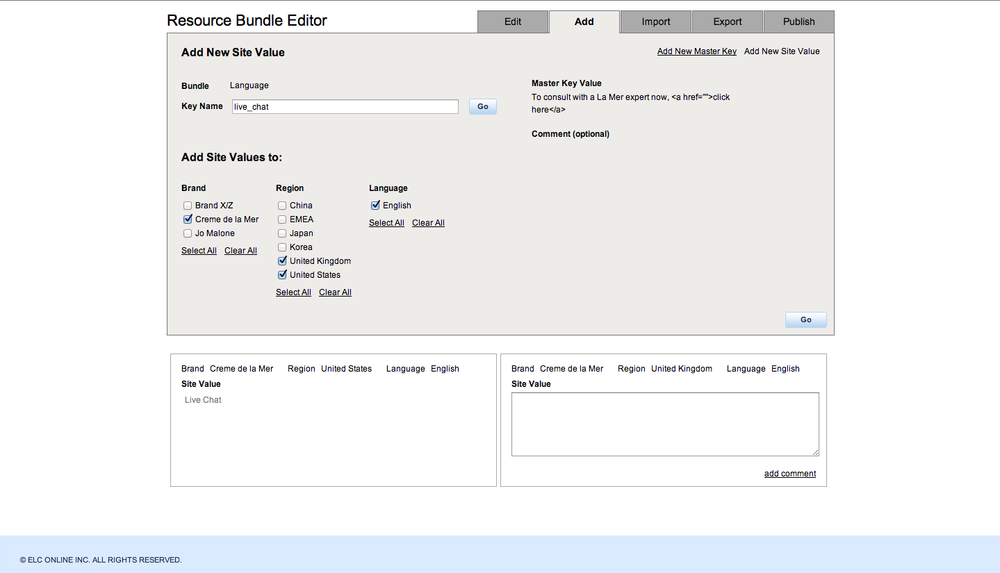 Resource Bundle Editor
Edit Add Import Export Publish
Add New Site Value
Add New Master Key Add New Site Value
Bundle Language
Key Name live_chat Go
Master Key Value
To consult with a La Mer expert now, <a href="">click
here</a>
Comment (optional)
Add Site Values to:
Brand
Brand X/Z
Creme de la Mer
Jo Malone
Select All Clear All
Region
China
EMEA
Japan
Korea
United Kingdom
United States
Select All Clear All
Language
English
Select All Clear All
Go
Brand Creme de la Mer Region United States Language English
Site Value
Live Chat
Brand Creme de la Mer Region United Kingdom Language English
Site Value
add comment
© ELC ONLINE INC. ALL RIGHTS RESERVED.